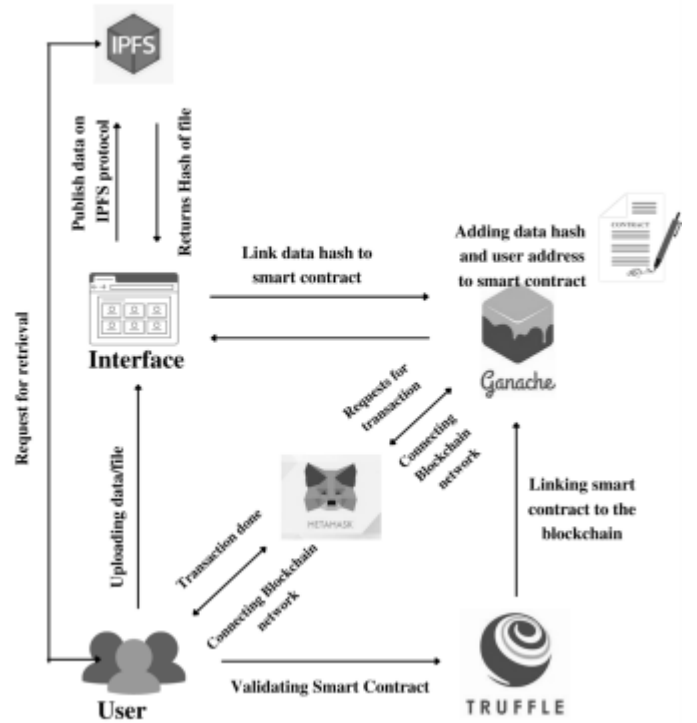 IPFS
Publish data on
IPFS protocol
Returns Hash of file
Request for retrieval
Link data hash to
smart contract
Adding data hash
and user address
to smart contract
CONTRACT
Interface
Ganache
Requests for
transaction
Connecting
Blockchain
network
METAMASK
Linking smart
contract to the
blockchain
Uploading data/file
Transaction done
Connecting Blockchain
network
User
Validating Smart Contract
TRUFFLE